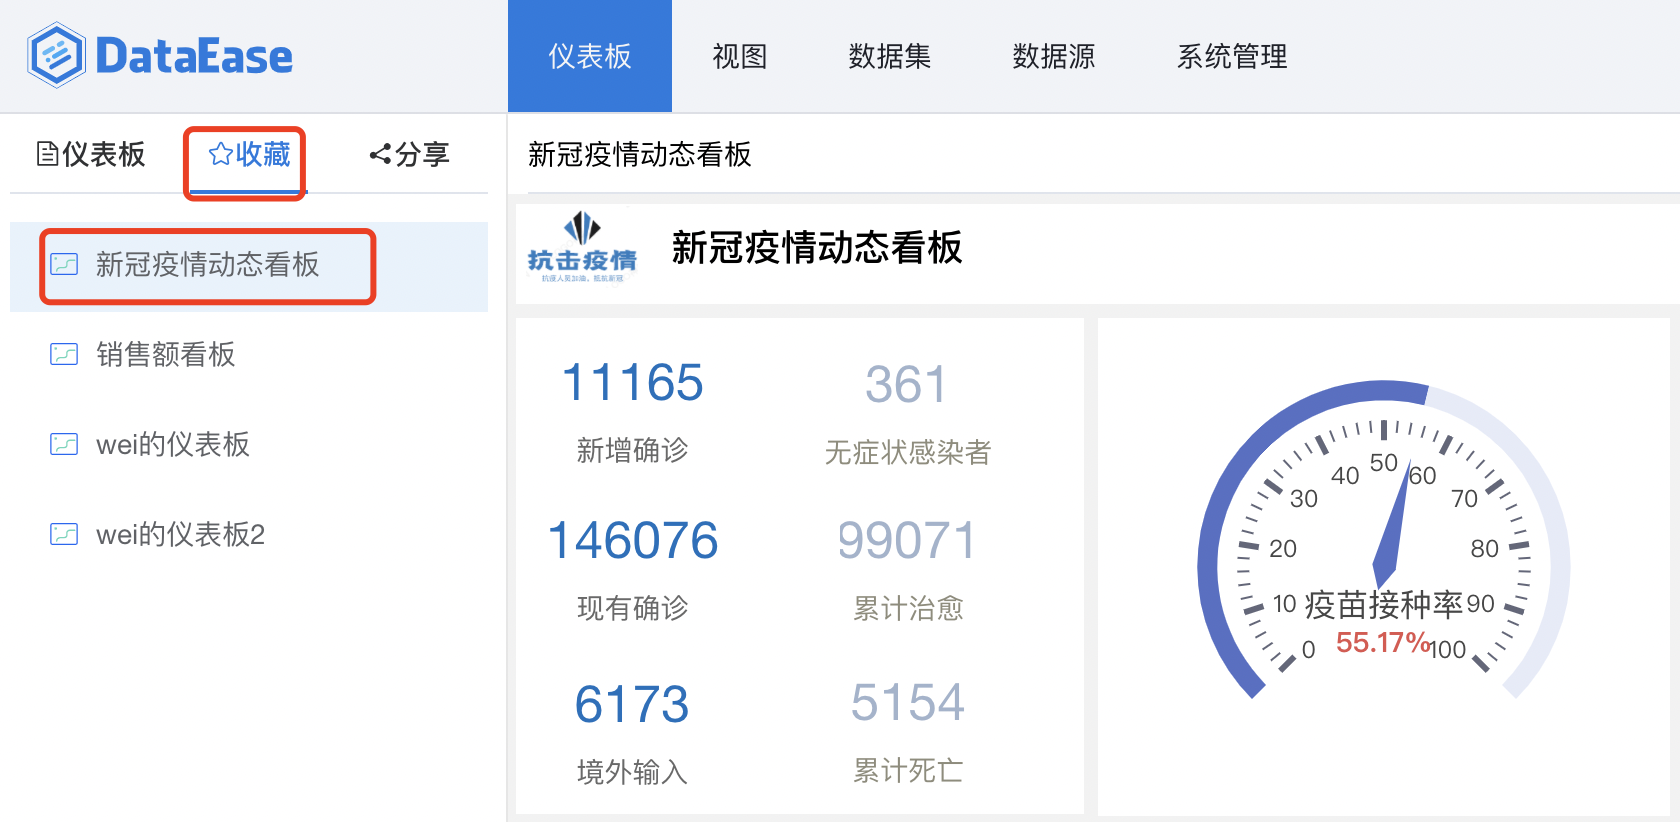 DataEase
仪表板 视图 数据集 数据源 系统管理
仪表板 收藏 分享
新冠疫情动态看板
销售额看板
wei的仪表板
wei的仪表板2
新冠疫情动态看板
抗击疫情
新冠疫情动态看板
11165 361
新增确诊 无症状感染者
146076 99071
现有确诊 累计治愈
6173 5154
境外输入 累计死亡
0 10 20 30 40 50 60 70 80 90 100
疫苗接种率
55.17%